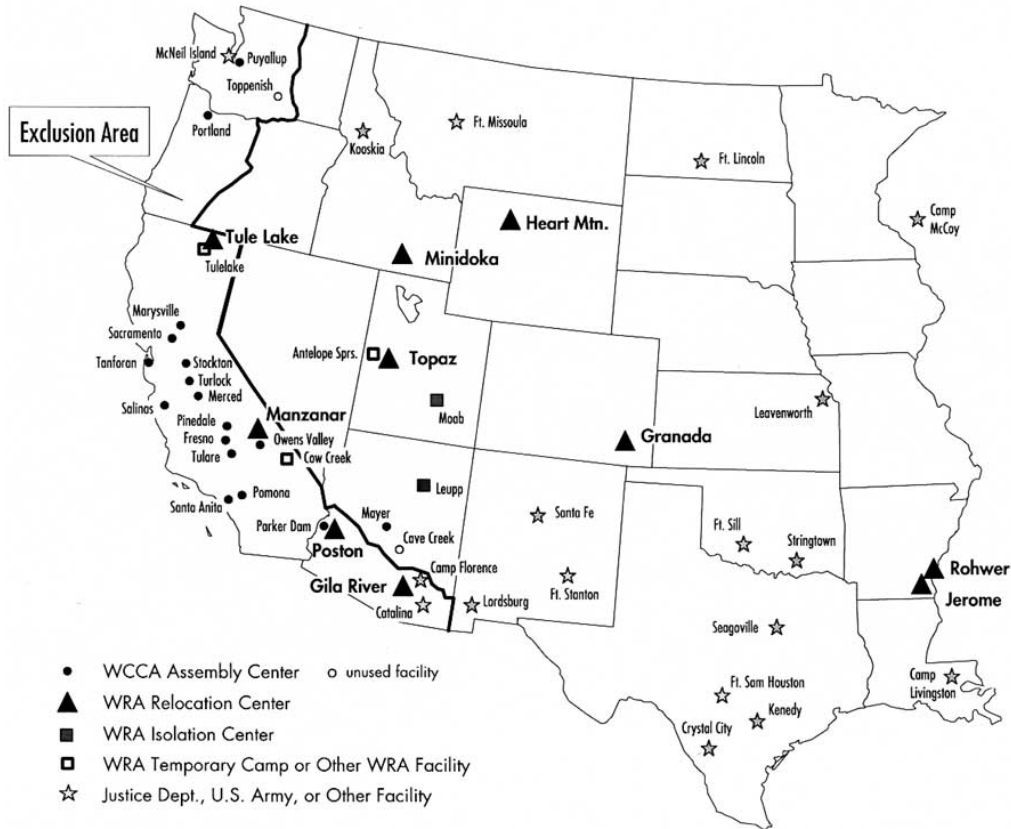 McNeil Island
Puyallup
Toppenish
Exclusion Area
Portland
Kooskia
Ft. Missoula
Ft. Lincoln
Camp
McCoy
Tule Lake
Tulelake
Minidoka
Heart Mtn.
Marysville
Sacramento
Tanforan
Stockton
Turlock
Merced
Salinas
Pinedale
Fresno
Tulare
Manzanar
Owens Valley
Cow Creek
Antelope Sprs.
Topaz
Moab
Granada
Leavenworth
Pomona
Santa Anita
Parker Dam
Poston
Mayer
Leupp
Cave Creek
Camp Florence
Gila River
Catalina
Lordsburg
Santa Fe
Ft. Stanton
Ft. Sill
Stringtown
Rohwer
Jerome
Seagoville
Ft. Sam Houston
Kenedy
Crystal City
Camp
Livingston
WCCA Assembly Center
unused facility
WRA Relocation Center
WRA Isolation Center
WRA Temporary Camp or Other WRA Facility
Justice Dept., U.S. Army, or Other Facility